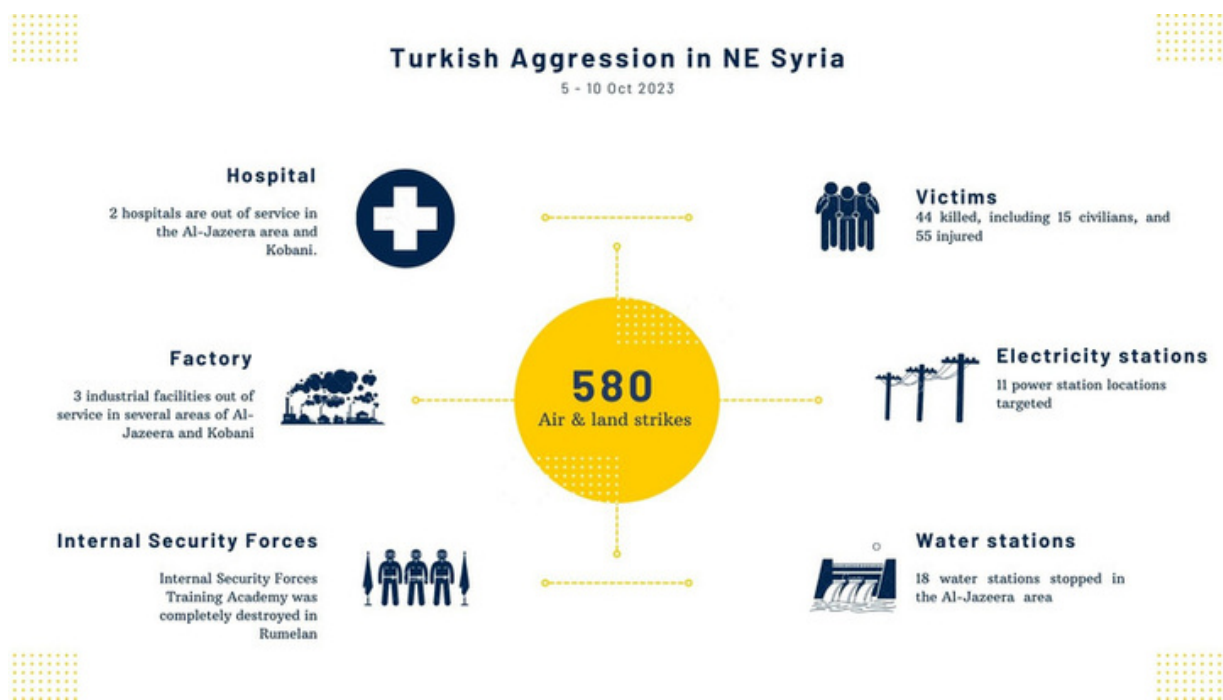 Turkish Aggression in NE Syria
5 - 10 Oct 2023
Hospital
2 hospitals are out of service in
the Al-Jazeera area and
Kobani.
Victims
44 killed, including 15 civilians, and
55 injured
Factory
3 industrial facilities out of
service in several areas of Al-
Jazeera and Kobani
580
Air & land strikes
Electricity stations
11 power station locations
targeted
Internal Security Forces
Internal Security Forces
Training Academy was
completely destroyed in
Rumelan
Water stations
18 water stations stopped in
the Al-Jazeera area